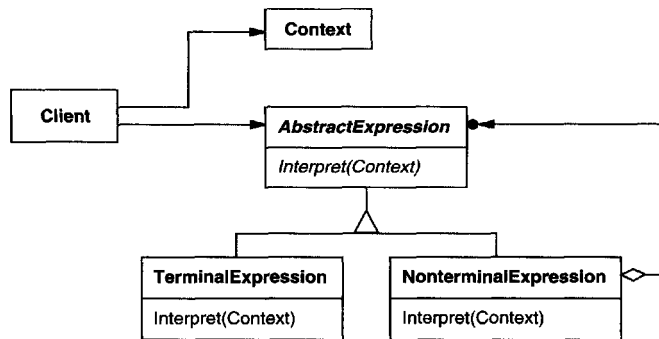 Context
Client
AbstractExpression
Interpret(Context)
TerminalExpression
Interpret(Context)
NonterminalExpression
Interpret(Context)